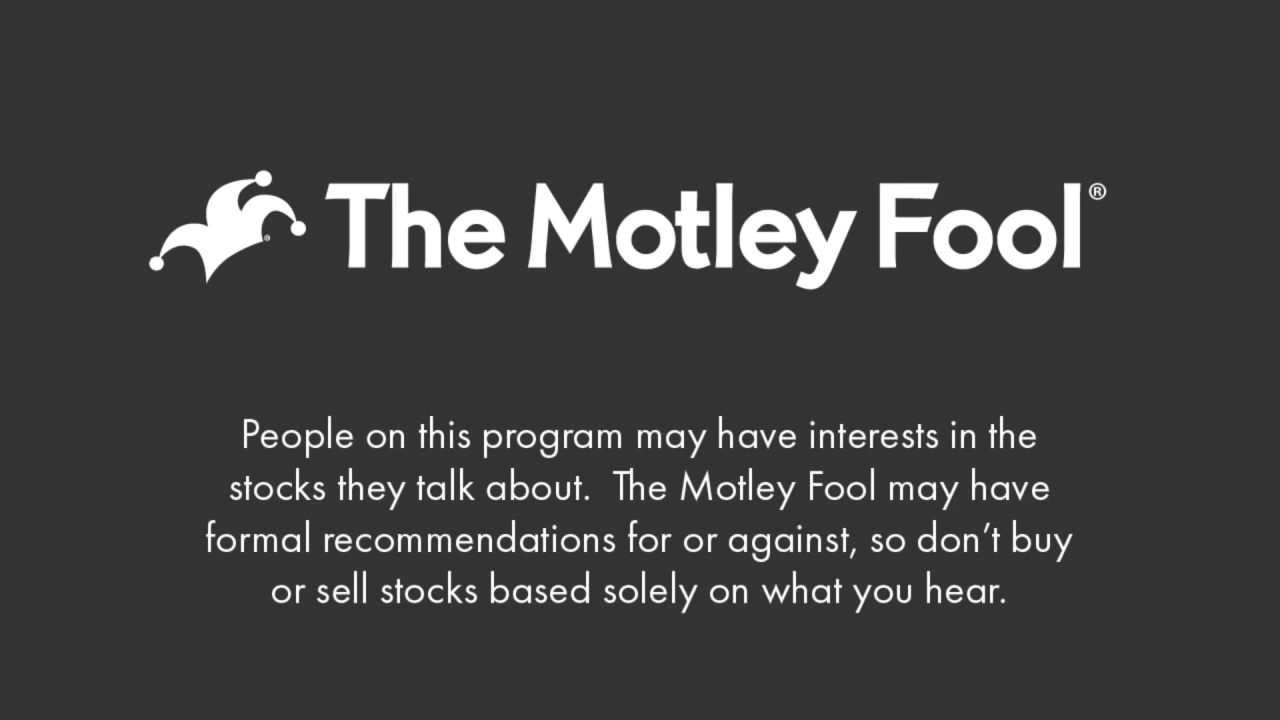 The Motley Fool®
People on this program may have interests in the
stocks they talk about.  The Motley Fool may have
formal recommendations for or against, so don’t buy
or sell stocks based solely on what you hear.